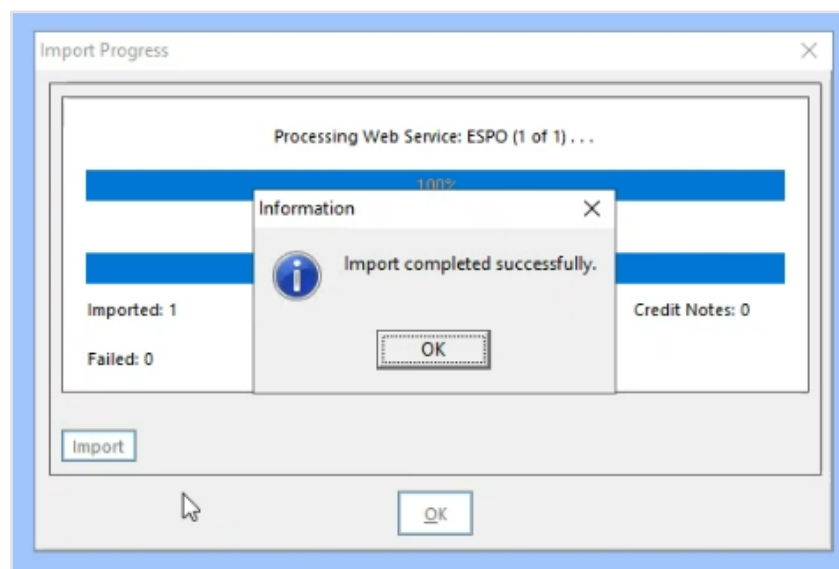 Import Progress
Processing Web Service: ESPO (1 of 1) . . .
100%
Information
Import completed successfully.
OK
Imported: 1
Credit Notes: 0
Failed: 0
Import
OK